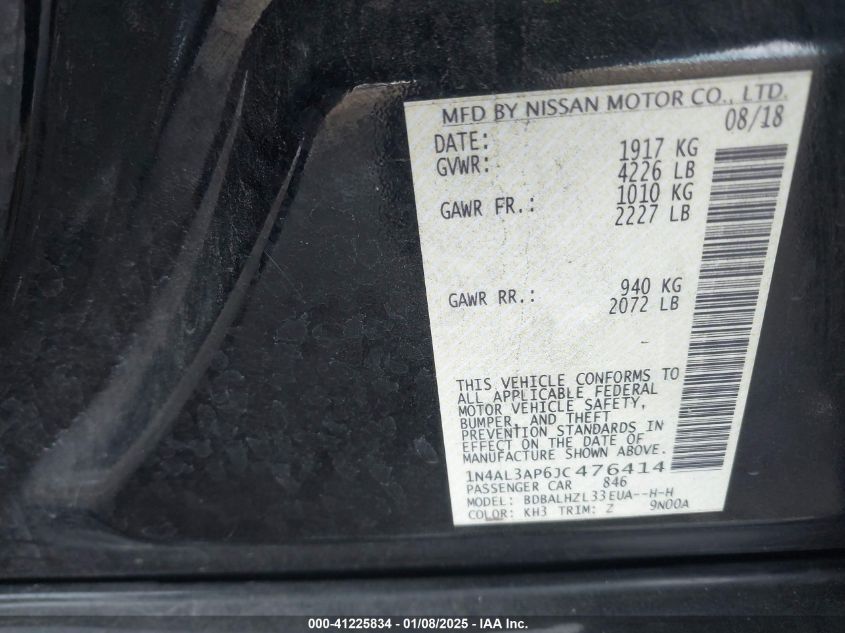 MFD BY NISSAN MOTOR CO., LTD.
DATE: 08/18
GVWR: 1917 KG
4226 LB
GAWR FR.: 1010 KG
2227 LB
GAWR RR.: 940 KG
2072 LB
THIS VEHICLE CONFORMS TO
ALL APPLICABLE FEDERAL
MOTOR VEHICLE SAFETY,
BUMPER, AND THEFT
PREVENTION STANDARDS IN
EFFECT ON THE DATE OF
MANUFACTURE SHOWN ABOVE.
1N4AL3AP6JC476414
PASSENGER CAR 846
MODEL: BDBALHZL33EUA--H-H
COLOR: KH3 TRIM: Z 9N00A
000-41225834 - 01/08/2025 - IAA Inc.